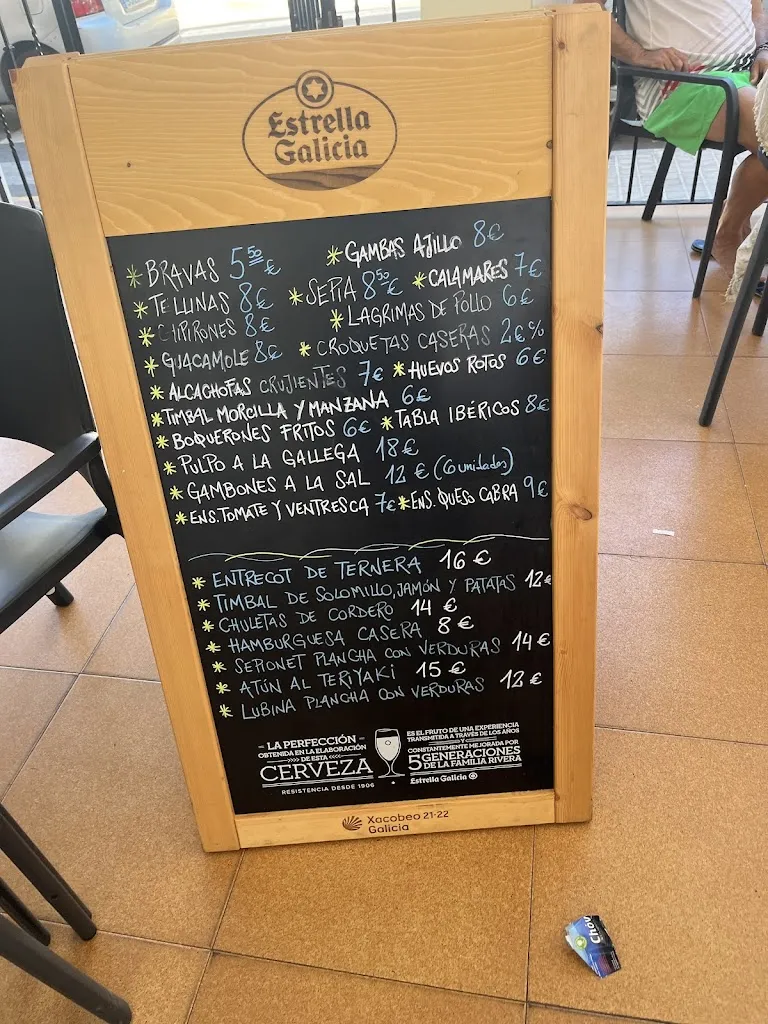 Estrella
Galicia
* BRAVAS 5'50 €
* GAMBAS AJILLO 8€
* TELLINAS 8€
* SEPIA 8'50 €
* CALAMARES 7€
* CHIPIRONES 8€
* LAGRIMAS DE POLLO 6€
* GUACAMOLE 8€
* CROQUETAS CASERAS 2€ %
* ALCACHOFAS CRUJIENTES 7€
* HUEVOS ROTOS 6€
* TIMBAL MORCILLA Y MANZANA 6€
* BOQUERONES FRITOS 6€
* TABLA IBÉRICOS 8€
* PULPO A LA GALLEGA 18€
* GAMBONES A LA SAL 12€ (6 unidades)
* ENS. TOMATE Y VENTRESCA 7€
* ENS. QUESO CABRA 9€
* ENTRECOT DE TERNERA 16€
* TIMBAL DE SOLOMILLO, JAMÓN Y PATATAS 12€
* CHULETAS DE CORDERO 14€
* HAMBURGUESA CASERA 8€
* SEPIONET PLANCHA CON VERDURAS 14€
* ATÚN AL TERIYAKI 15€
* LUBINA PLANCHA CON VERDURAS 12€
LA PERFECCIÓN
OBTENIDA EN LA ELABORACIÓN
DE ESTA
CERVEZA
RESISTENCIA DESDE 1906
ES EL FRUTO DE UNA EXPERIENCIA
TRANSMITIDA A TRAVÉS DE LOS AÑOS
Y
CONSTANTEMENTE MEJORADA POR
5 GENERACIONES
DE LA FAMILIA RIVERA
Estrella Galicia
Xacobeo 21·22
Galicia